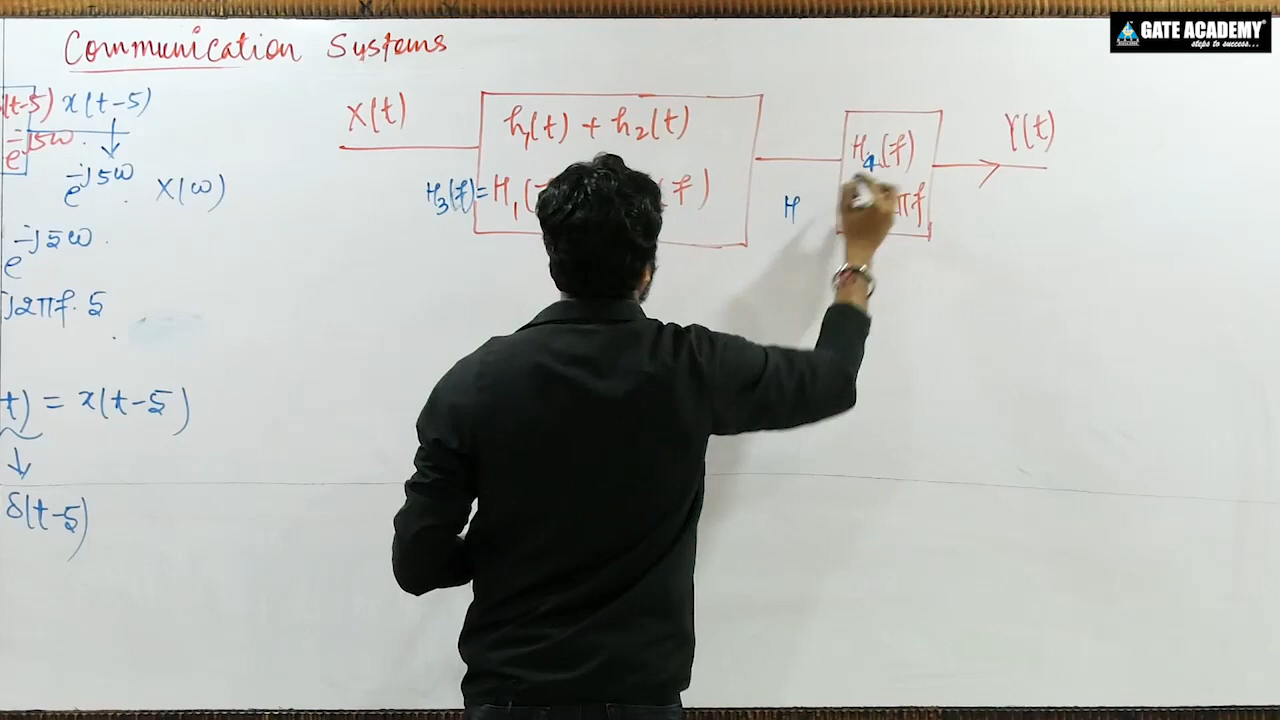 Communication Systems
GATE ACADEMY
steps to success...
(t-5) x(t-5)
e^-j5ω.
e^-j5ω . X(ω)
e^-j5ω.
j2πf.5
t) = x(t-5)
δ(t-5)
X(t)
h₁(t) + h₂(t)
H₃(f)= H₁( f)
H₄(f)
πf
H
Y(t)